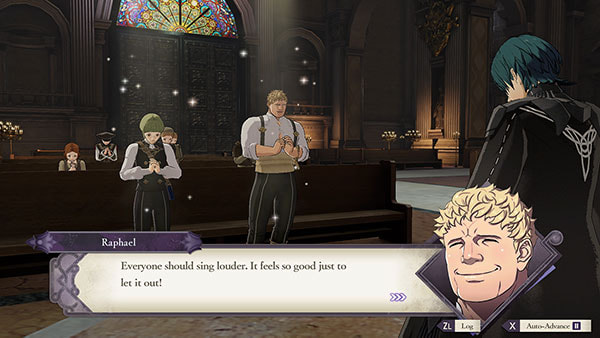 Raphael
Everyone should sing louder. It feels so good just to
let it out!
ZL Log X Auto-Advance